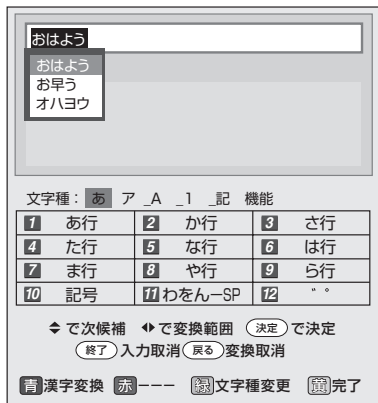 おはよう
おはよう
お早う
オハヨウ
文字種： あ ア _A _1 _記 機能
1 あ行 2 か行 3 さ行
4 た行 5 な行 6 は行
7 ま行 8 や行 9 ら行
10 記号 11 わをんーSP 12 ゛゜
で次候補 で変換範囲 決定 で決定
終了 入力取消 戻る 変換取消
青 漢字変換 赤 −−− 緑 文字種変更 黄 完了